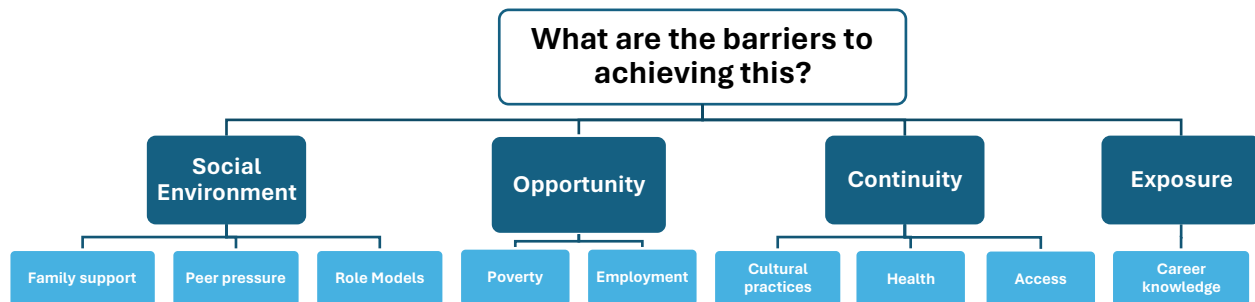 What are the barriers to
achieving this?
Social
Environment
Opportunity
Continuity
Exposure
Family support
Peer pressure
Role Models
Poverty
Employment
Cultural
practices
Health
Access
Career
knowledge